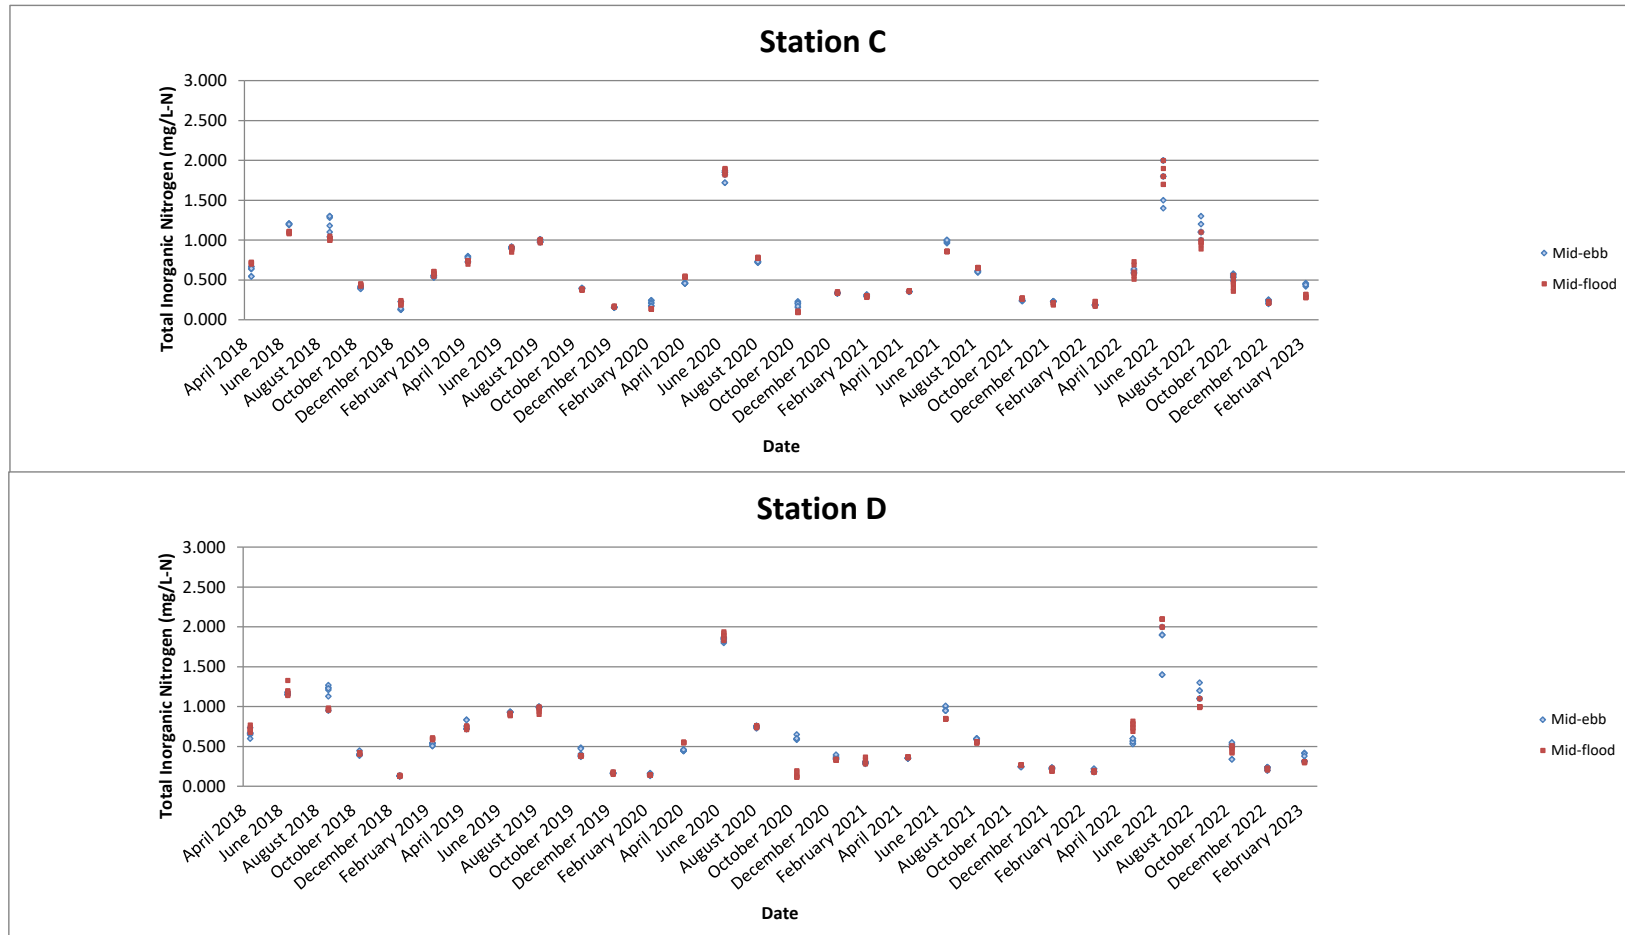 Station C
Total Inorganic Nitrogen (mg/L-N)
3.000
2.500
2.000
1.500
1.000
0.500
0.000
April 2018
June 2018
August 2018
October 2018
December 2018
February 2019
April 2019
June 2019
August 2019
October 2019
December 2019
February 2020
April 2020
June 2020
August 2020
October 2020
December 2020
February 2021
April 2021
June 2021
August 2021
October 2021
December 2021
February 2022
April 2022
June 2022
August 2022
October 2022
December 2022
February 2023
Date
Mid-ebb
Mid-flood
Station D
Total Inorganic Nitrogen (mg/L-N)
3.000
2.500
2.000
1.500
1.000
0.500
0.000
April 2018
June 2018
August 2018
October 2018
December 2018
February 2019
April 2019
June 2019
August 2019
October 2019
December 2019
February 2020
April 2020
June 2020
August 2020
October 2020
December 2020
February 2021
April 2021
June 2021
August 2021
October 2021
December 2021
February 2022
April 2022
June 2022
August 2022
October 2022
December 2022
February 2023
Date
Mid-ebb
Mid-flood